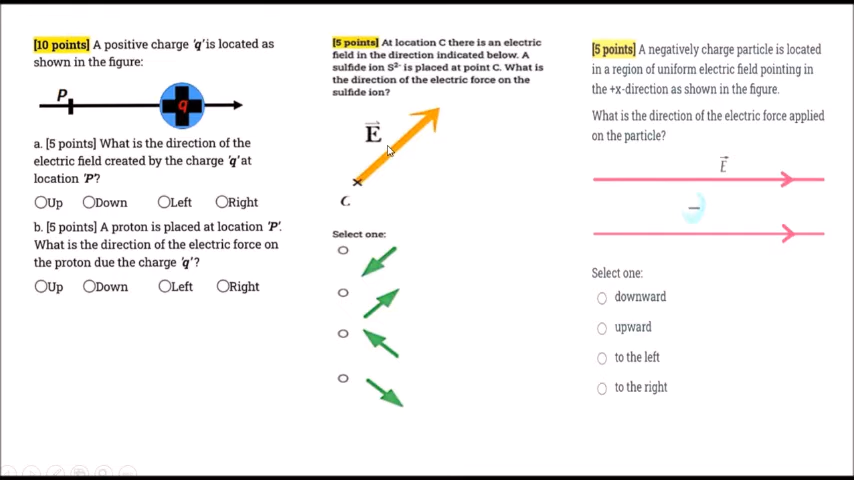 [10 points] A positive charge 'q' is located as
shown in the figure:
P
q
a. [5 points] What is the direction of the
electric field created by the charge 'q' at
location 'P'?
Up Down Left Right
b. [5 points] A proton is placed at location 'P'.
What is the direction of the electric force on
the proton due the charge 'q'?
Up Down Left Right
[5 points] At location C there is an electric
field in the direction indicated below. A
sulfide ion S²⁻ is placed at point C. What is
the direction of the electric force on the
sulfide ion?
E
C
Select one:
[5 points] A negatively charge particle is located
in a region of uniform electric field pointing in
the +x-direction as shown in the figure.
What is the direction of the electric force applied
on the particle?
E
−
Select one:
downward
upward
to the left
to the right